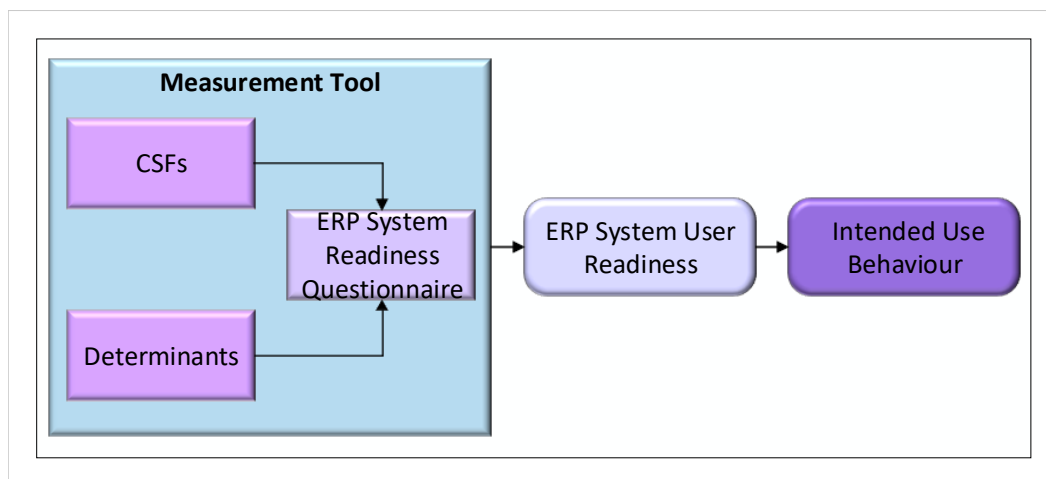 Measurement Tool
CSFs
ERP System
Readiness
Questionnaire
Determinants
ERP System User
Readiness
Intended Use
Behaviour